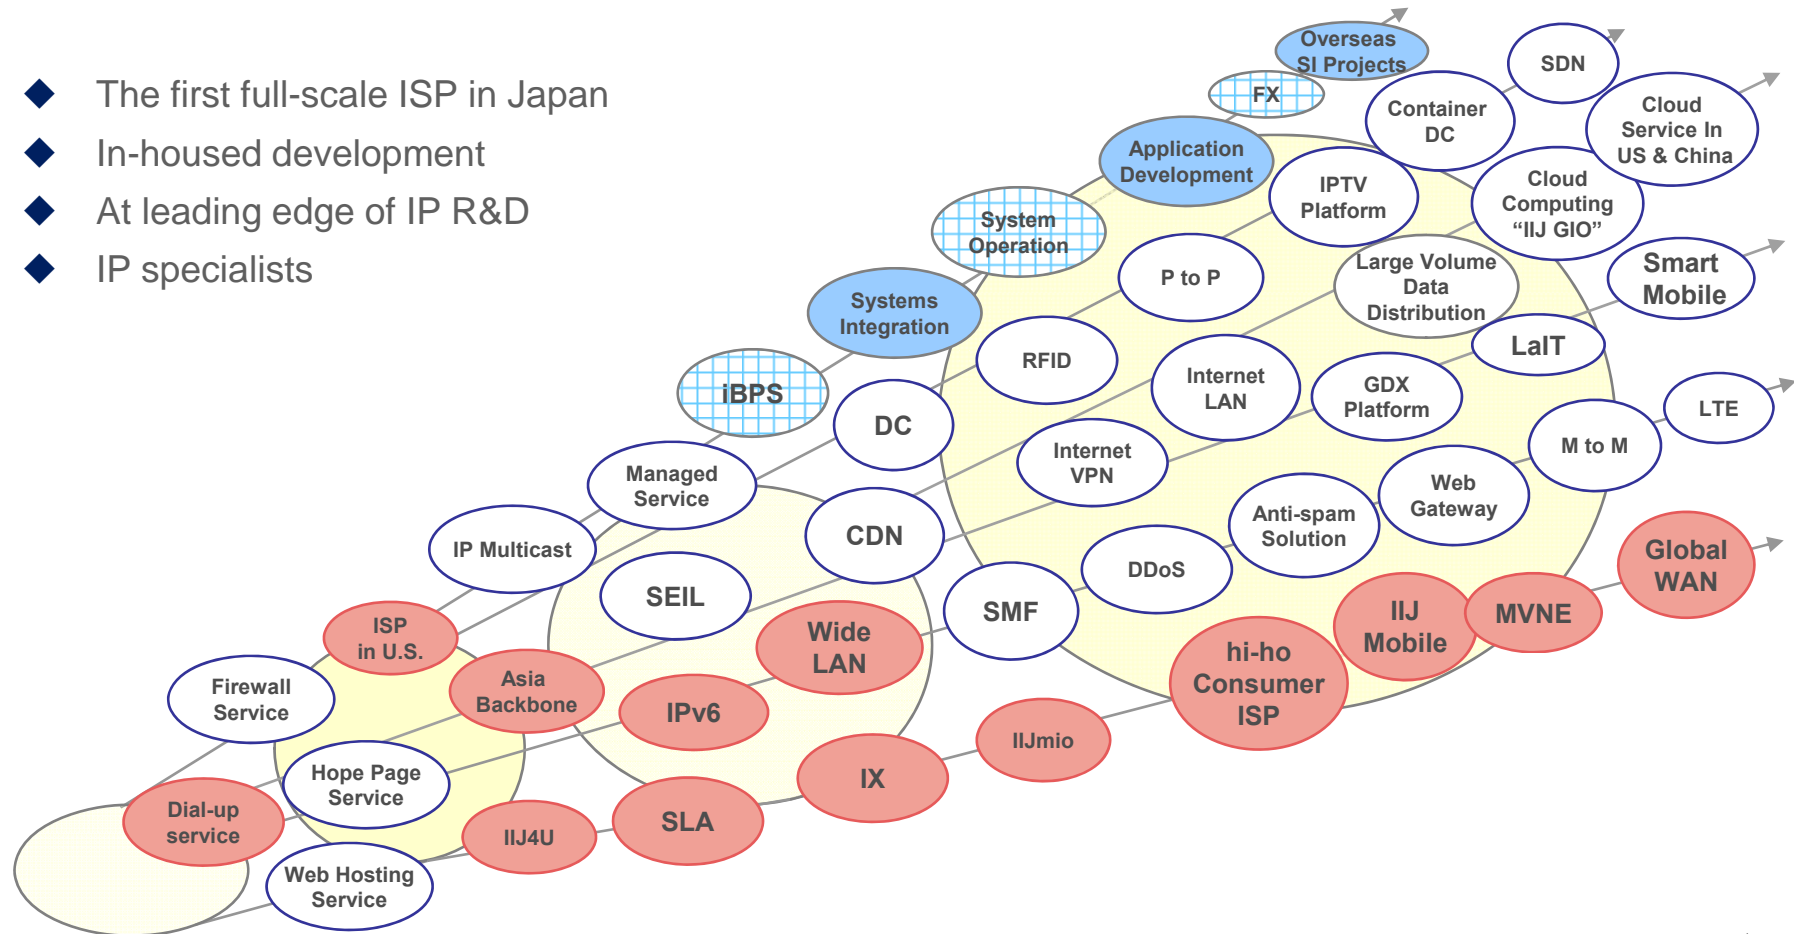 The first full-scale ISP in Japan
In-housed development
At leading edge of IP R&D
IP specialists
Overseas
SI Projects
FX
SDN
Container
DC
Cloud
Service In
US & China
Application
Development
IPTV
Platform
Cloud
Computing
“IIJ GIO”
System
Operation
P to P
Large Volume
Data
Distribution
Smart
Mobile
Systems
Integration
RFID
Internet
LAN
GDX
Platform
LaIT
iBPS
DC
Internet
VPN
M to M
LTE
Managed
Service
CDN
Anti-spam
Solution
Web
Gateway
IP Multicast
SEIL
SMF
DDoS
Global
WAN
ISP
in U.S.
Wide
LAN
IIJ
Mobile
MVNE
Firewall
Service
Asia
Backbone
IPv6
hi-ho
Consumer
ISP
Hope Page
Service
IX
IIJmio
Dial-up
service
IIJ4U
SLA
Web Hosting
Service